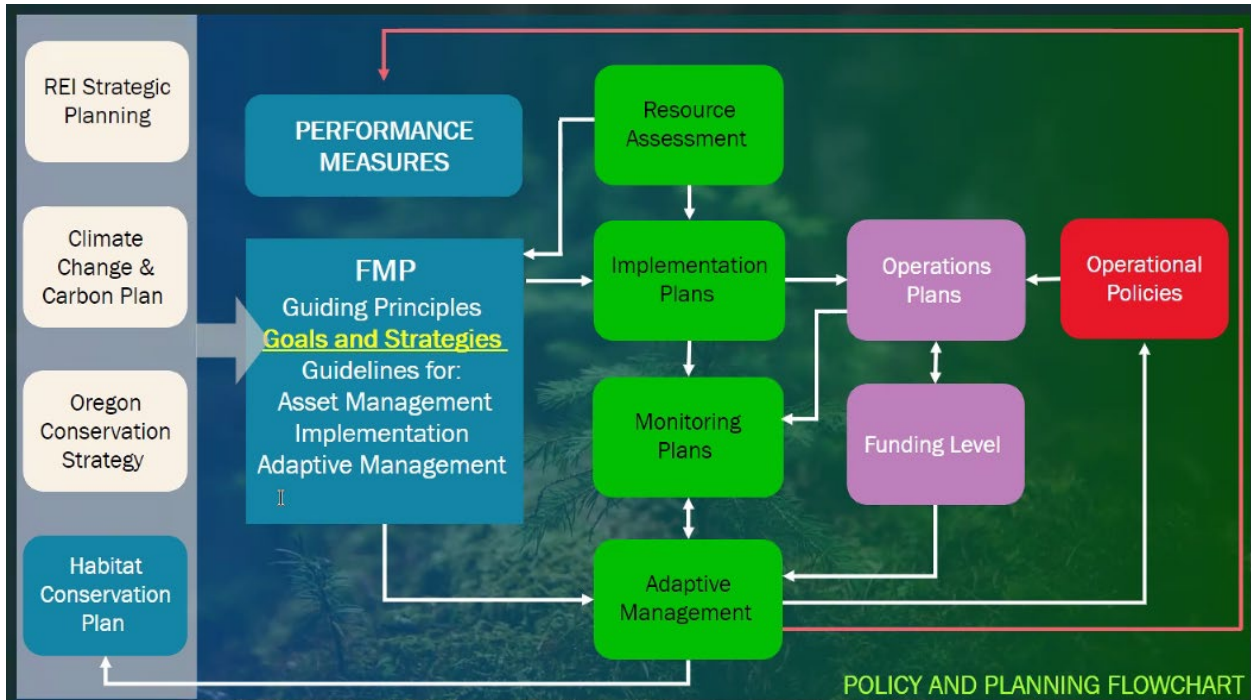 REI Strategic
Planning
Climate
Change &
Carbon Plan
Oregon
Conservation
Strategy
Habitat
Conservation
Plan
PERFORMANCE
MEASURES
FMP
Guiding Principles
Goals and Strategies
Guidelines for:
Asset Management
Implementation
Adaptive Management
Resource
Assessment
Implementation
Plans
Monitoring
Plans
Adaptive
Management
Operations
Plans
Funding Level
Operational
Policies
POLICY AND PLANNING FLOWCHART